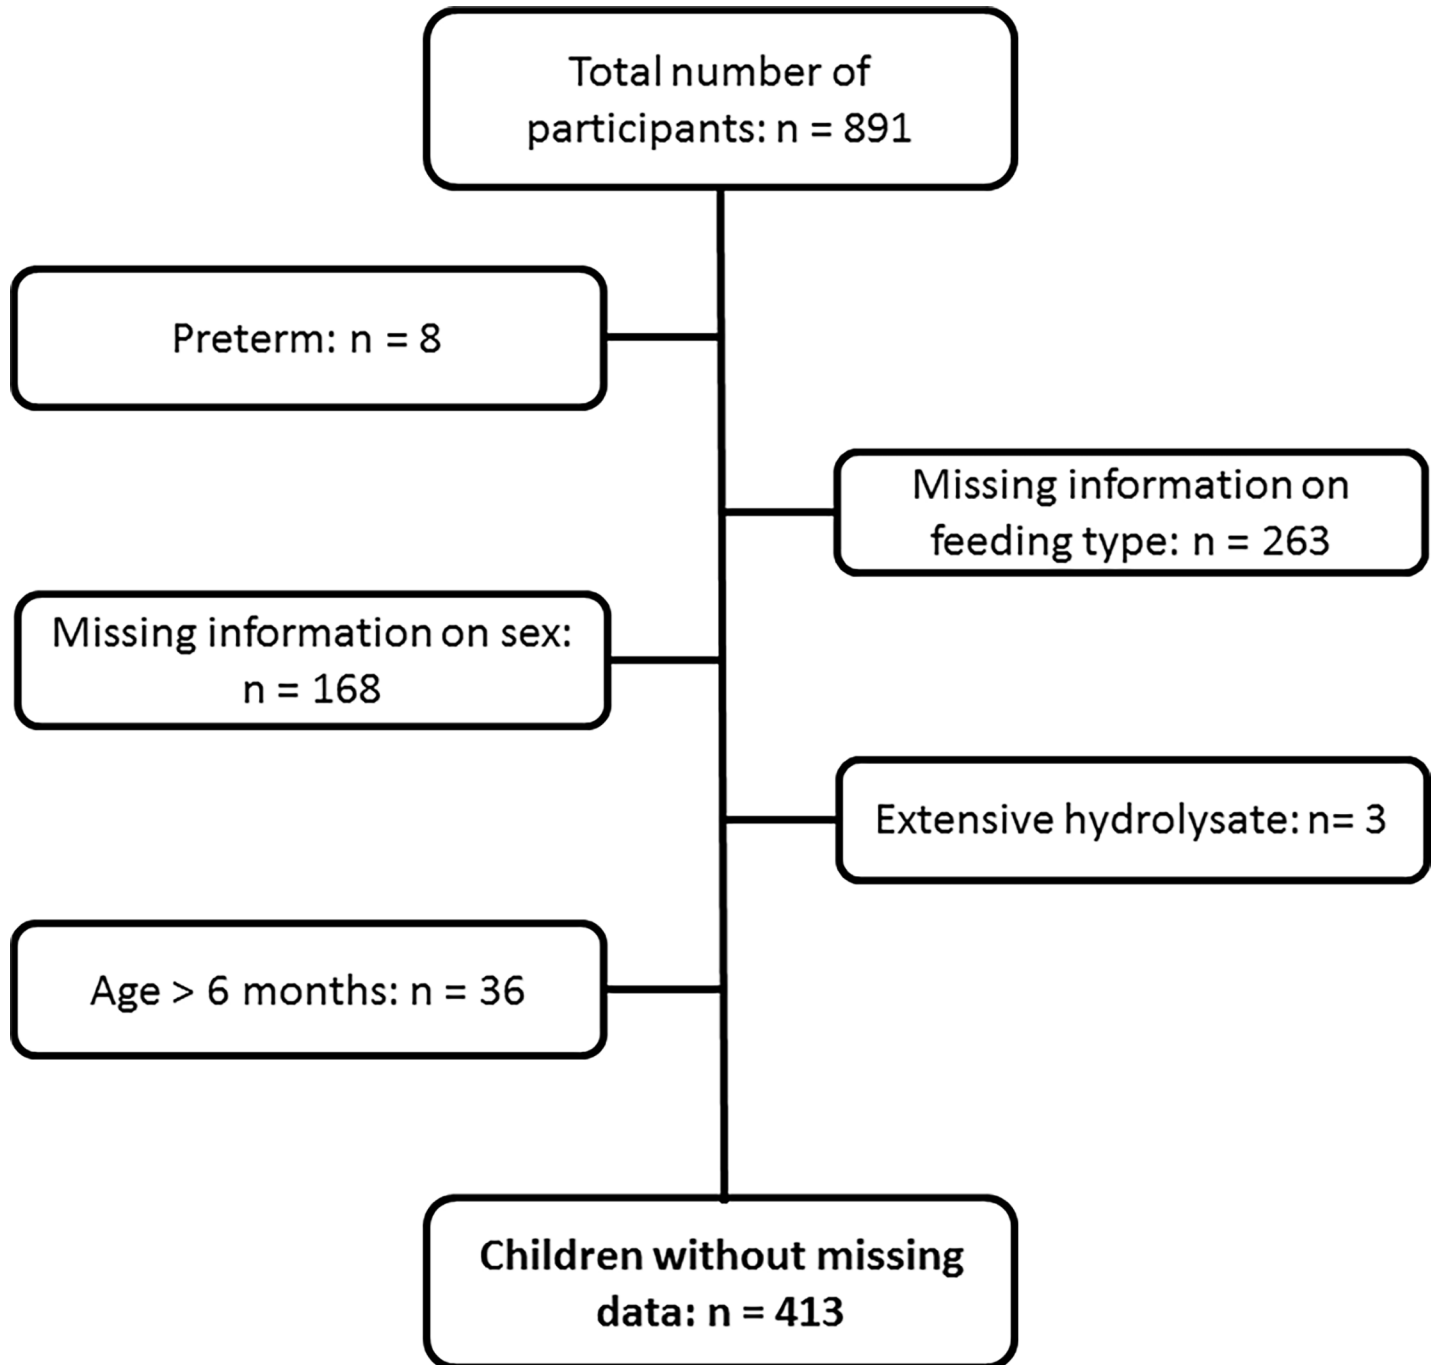 Total number of
participants: n = 891
Preterm: n = 8
Missing information on
feeding type: n = 263
Missing information on sex:
n = 168
Extensive hydrolysate: n= 3
Age > 6 months: n = 36
Children without missing
data: n = 413